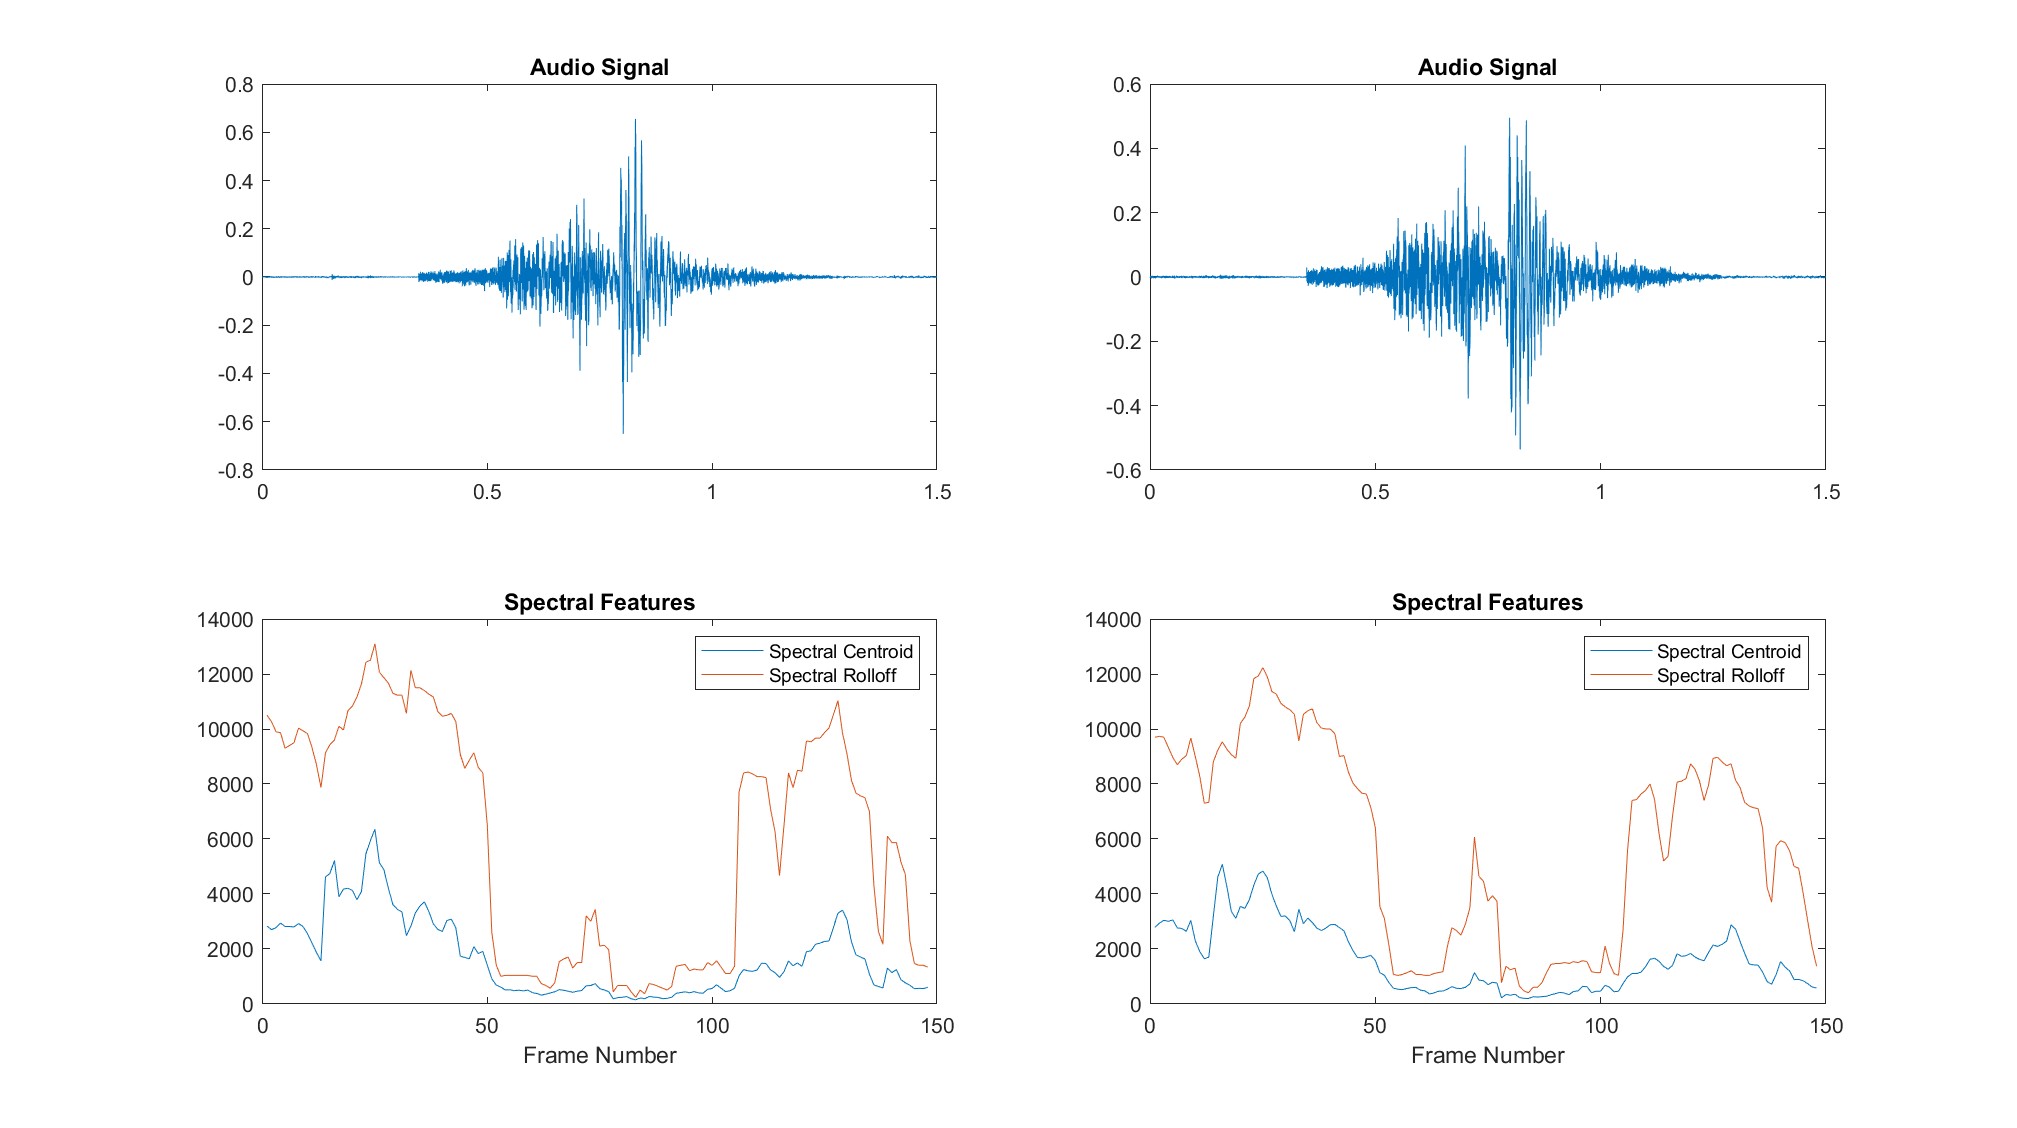 Audio Signal
0.8
0.6
0.4
0.2
0
-0.2
-0.4
-0.6
-0.8
0 0.5 1 1.5
Audio Signal
0.6
0.4
0.2
0
-0.2
-0.4
-0.6
0 0.5 1 1.5
Spectral Features
14000
12000
10000
8000
6000
4000
2000
0
Spectral Centroid
Spectral Rolloff
0 50 100 150
Frame Number
Spectral Features
14000
12000
10000
8000
6000
4000
2000
0
Spectral Centroid
Spectral Rolloff
0 50 100 150
Frame Number